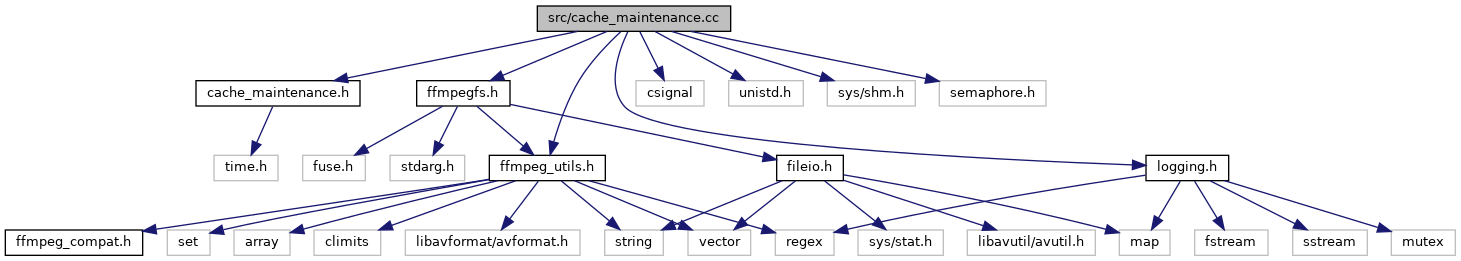 src/cache_maintenance.cc
cache_maintenance.h
ffmpegfs.h
csignal
unistd.h
sys/shm.h
semaphore.h
time.h
fuse.h
stdarg.h
ffmpeg_utils.h
fileio.h
logging.h
ffmpeg_compat.h
set
array
climits
libavformat/avformat.h
string
vector
regex
sys/stat.h
libavutil/avutil.h
map
fstream
sstream
mutex